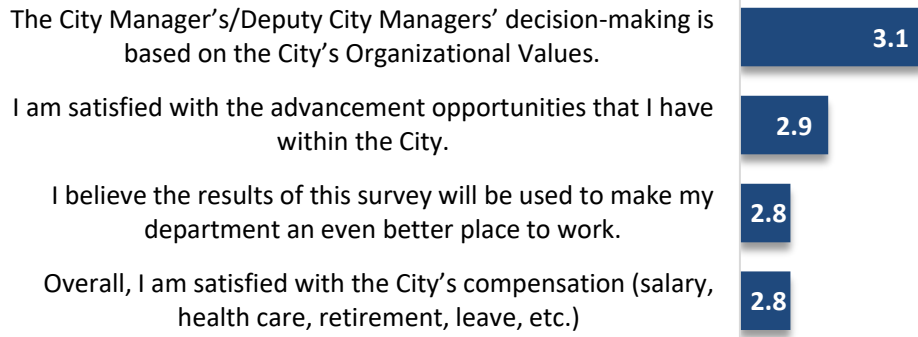 The City Manager’s/Deputy City Managers’ decision-making is
based on the City’s Organizational Values.
3.1
I am satisfied with the advancement opportunities that I have
within the City.
2.9
I believe the results of this survey will be used to make my
department an even better place to work.
2.8
Overall, I am satisfied with the City’s compensation (salary,
health care, retirement, leave, etc.)
2.8